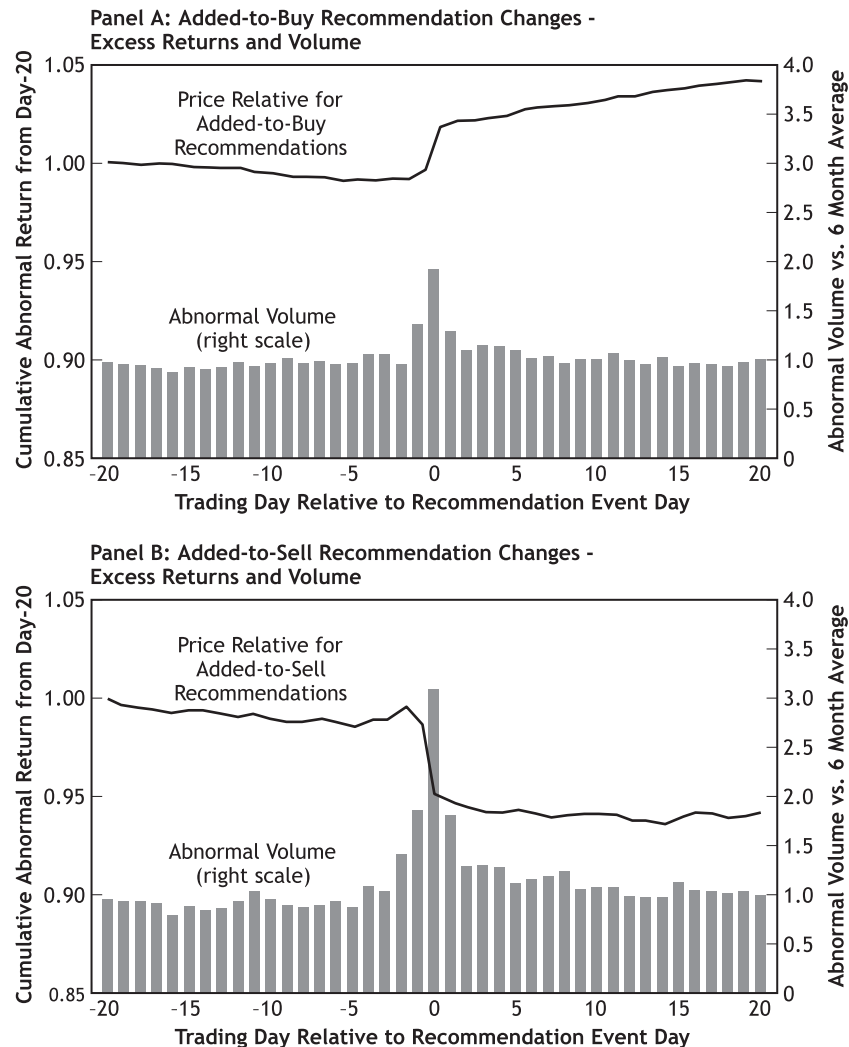 Panel A: Added-to-Buy Recommendation Changes -
Excess Returns and Volume
Cumulative Abnormal Return from Day-20
1.05
1.00
0.95
0.90
0.85
Price Relative for
Added-to-Buy
Recommendations
Abnormal Volume
(right scale)
4.0
3.5
3.0
2.5
2.0
1.5
1.0
0.5
0
Abnormal Volume vs. 6 Month Average
-20 -15 -10 -5 0 5 10 15 20
Trading Day Relative to Recommendation Event Day
Panel B: Added-to-Sell Recommendation Changes -
Excess Returns and Volume
Cumulative Abnormal Return from Day-20
1.05
1.00
0.95
0.90
0.85
Price Relative for
Added-to-Sell
Recommendations
Abnormal Volume
(right scale)
4.0
3.5
3.0
2.5
2.0
1.5
1.0
0.5
0
Abnormal Volume vs. 6 Month Average
-20 -15 -10 -5 0 5 10 15 20
Trading Day Relative to Recommendation Event Day